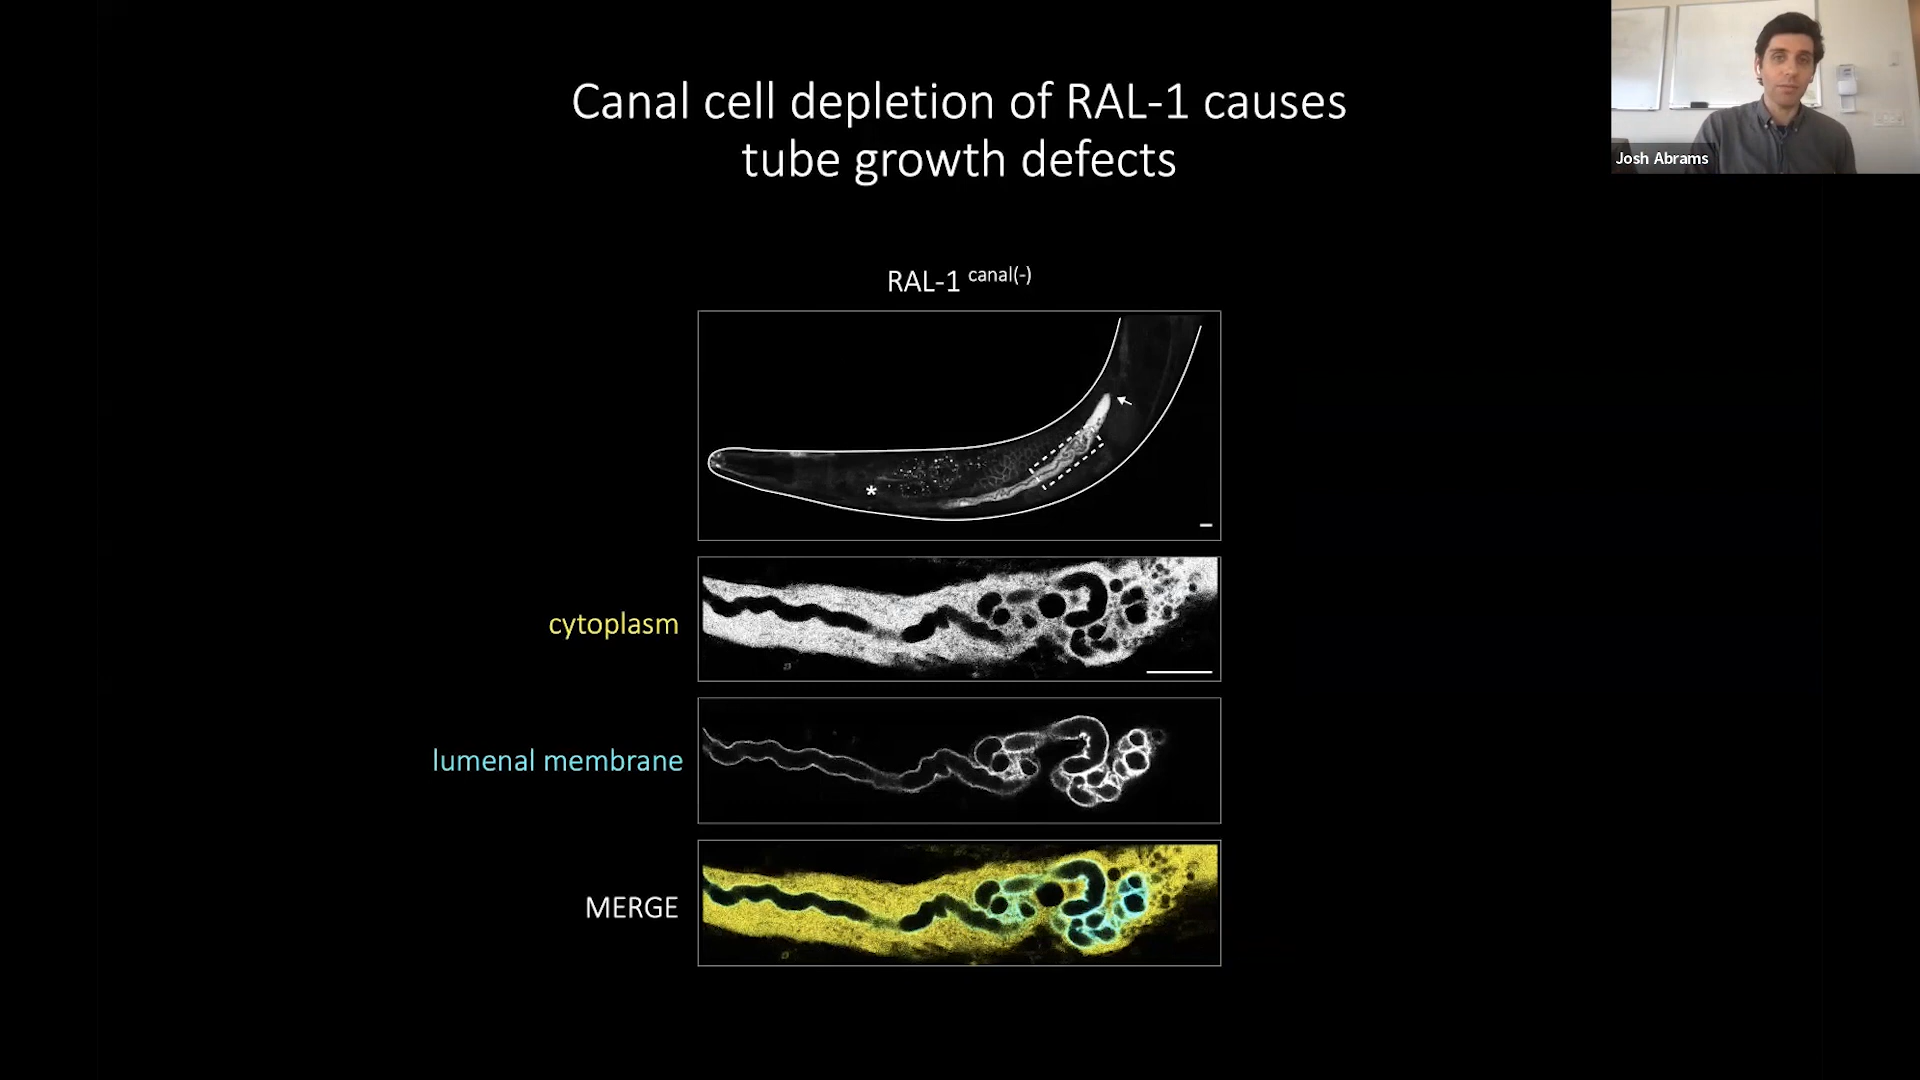 Canal cell depletion of RAL-1 causes
tube growth defects
Josh Abrams
RAL-1 canal(-)
*
cytoplasm
lumenal membrane
MERGE